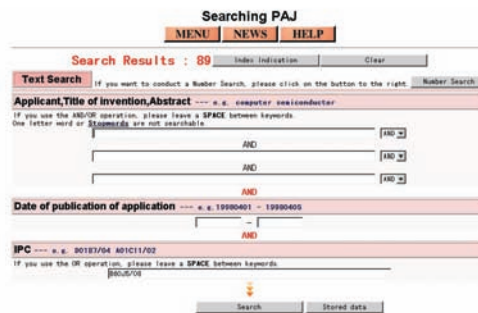 Searching PAJ
MENU NEWS HELP
Search Results : 89 Index Indication Clear
Text Search If you want to conduct a Number Search, please click on the button to the right. Number Search
Applicant,Title of invention,Abstract --- e.g. computer semiconductor
If you use the AND/OR operation, please leave a SPACE between keywords.
One letter word or Stopwords are not searchable.
AND
AND
AND
AND
AND
AND
Date of publication of application --- e.g. 19980401 - 19980405
-
AND
IPC --- e.g. D01B7/04 A01C11/02
If you use the OR operation, please leave a SPACE between keywords.
B60J5/06
Search Stored data